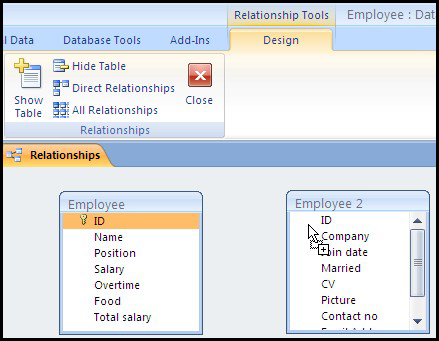 Relationship Tools
Employee : Dat
l Data
Database Tools
Add-Ins
Design
Show Table
Hide Table
Direct Relationships
All Relationships
Close
Relationships
Relationships
Employee
ID
Name
Position
Salary
Overtime
Food
Total salary
Employee 2
ID
Company
Join date
Married
CV
Picture
Contact no